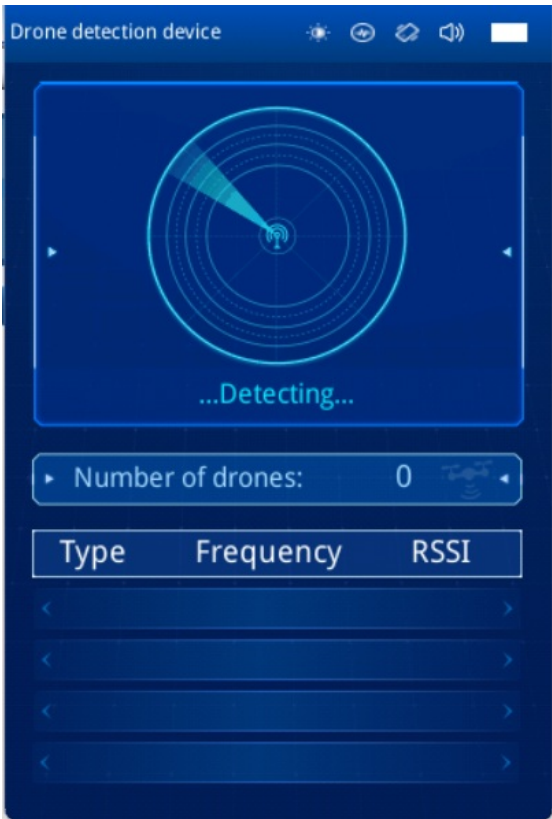 Drone detection device
...Detecting...
Number of drones: 0
Type Frequency RSSI